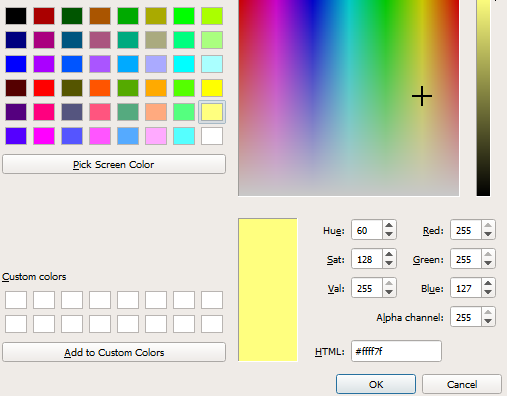 Pick Screen Color
Custom colors
Add to Custom Colors
Hue: 60 Red: 255
Sat: 128 Green: 255
Val: 255 Blue: 127
Alpha channel: 255
HTML: #ffff7f
OK Cancel